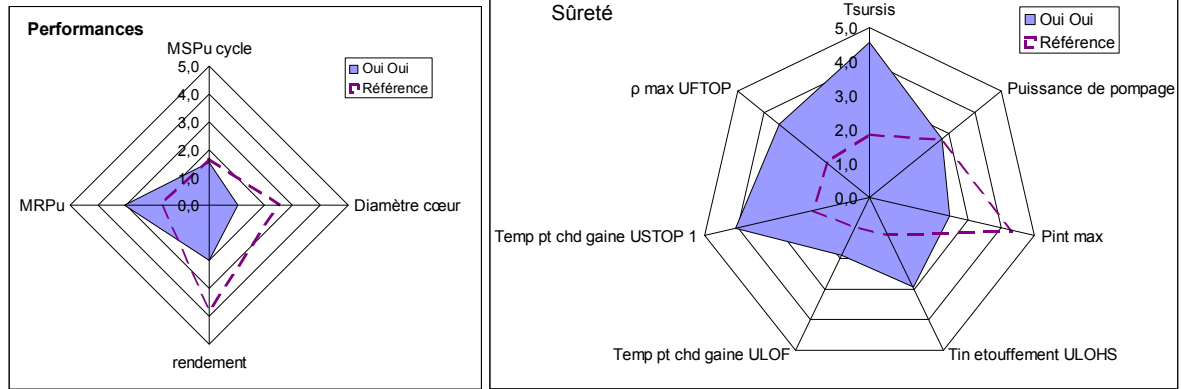 Performances
MSPu cycle
5,0
4,0
3,0
2,0
1,0
0,0
Oui Oui
Référence
MRPu
Diamètre cœur
rendement
Sûreté
Tsursis
5,0
4,0
3,0
2,0
1,0
0,0
Oui Oui
Référence
ρ max UFTOP
Puissance de pompage
Temp pt chd gaine USTOP 1
Pint max
Temp pt chd gaine ULOF
Tin etouffement ULOHS